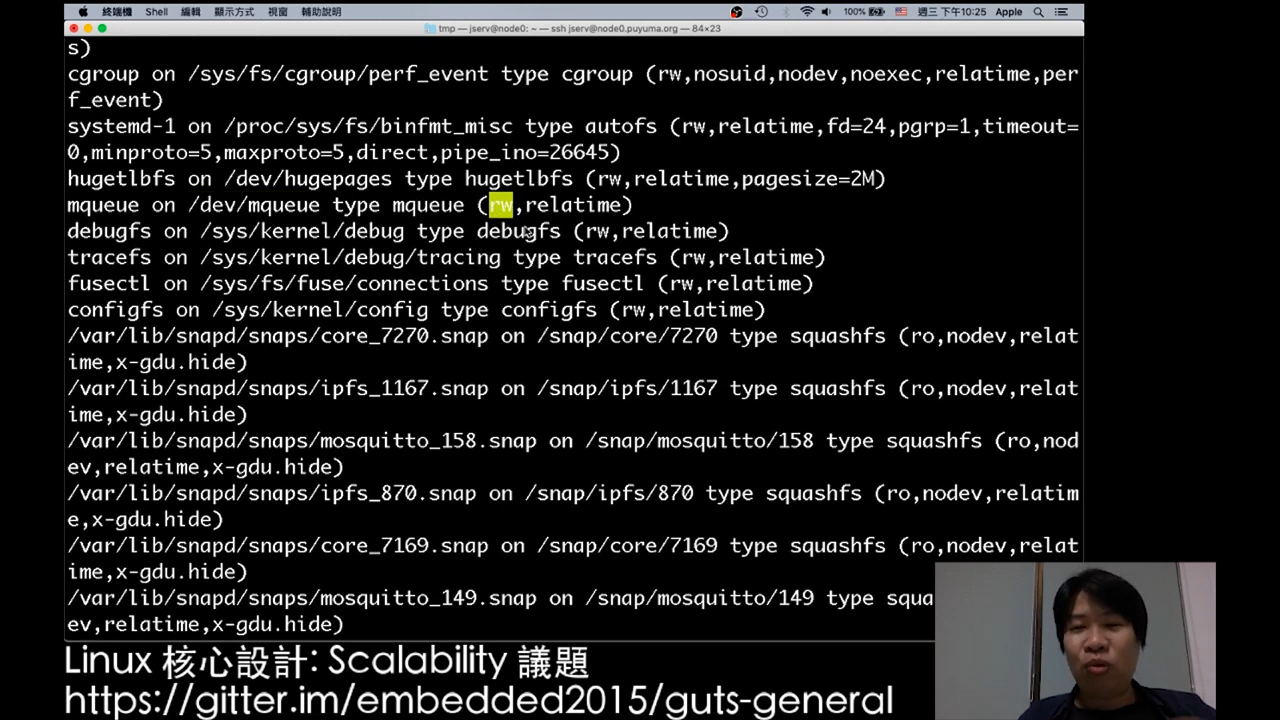 終端機 Shell 編輯 顯示方式 視窗 輔助說明 100% 週三 下午10:25 Apple
tmp — jserv@node0: ~ — ssh jserv@node0.puyuma.org — 84×23
s)
cgroup on /sys/fs/cgroup/perf_event type cgroup (rw,nosuid,nodev,noexec,relatime,per
f_event)
systemd-1 on /proc/sys/fs/binfmt_misc type autofs (rw,relatime,fd=24,pgrp=1,timeout=
0,minproto=5,maxproto=5,direct,pipe_ino=26645)
hugetlbfs on /dev/hugepages type hugetlbfs (rw,relatime,pagesize=2M)
mqueue on /dev/mqueue type mqueue (rw,relatime)
debugfs on /sys/kernel/debug type debugfs (rw,relatime)
tracefs on /sys/kernel/debug/tracing type tracefs (rw,relatime)
fusectl on /sys/fs/fuse/connections type fusectl (rw,relatime)
configfs on /sys/kernel/config type configfs (rw,relatime)
/var/lib/snapd/snaps/core_7270.snap on /snap/core/7270 type squashfs (ro,nodev,relat
ime,x-gdu.hide)
/var/lib/snapd/snaps/ipfs_1167.snap on /snap/ipfs/1167 type squashfs (ro,nodev,relat
ime,x-gdu.hide)
/var/lib/snapd/snaps/mosquitto_158.snap on /snap/mosquitto/158 type squashfs (ro,nod
ev,relatime,x-gdu.hide)
/var/lib/snapd/snaps/ipfs_870.snap on /snap/ipfs/870 type squashfs (ro,nodev,relatim
e,x-gdu.hide)
/var/lib/snapd/snaps/core_7169.snap on /snap/core/7169 type squashfs (ro,nodev,relat
ime,x-gdu.hide)
/var/lib/snapd/snaps/mosquitto_149.snap on /snap/mosquitto/149 type squa
ev,relatime,x-gdu.hide)
Linux 核心設計: Scalability 議題
https://gitter.im/embedded2015/guts-general